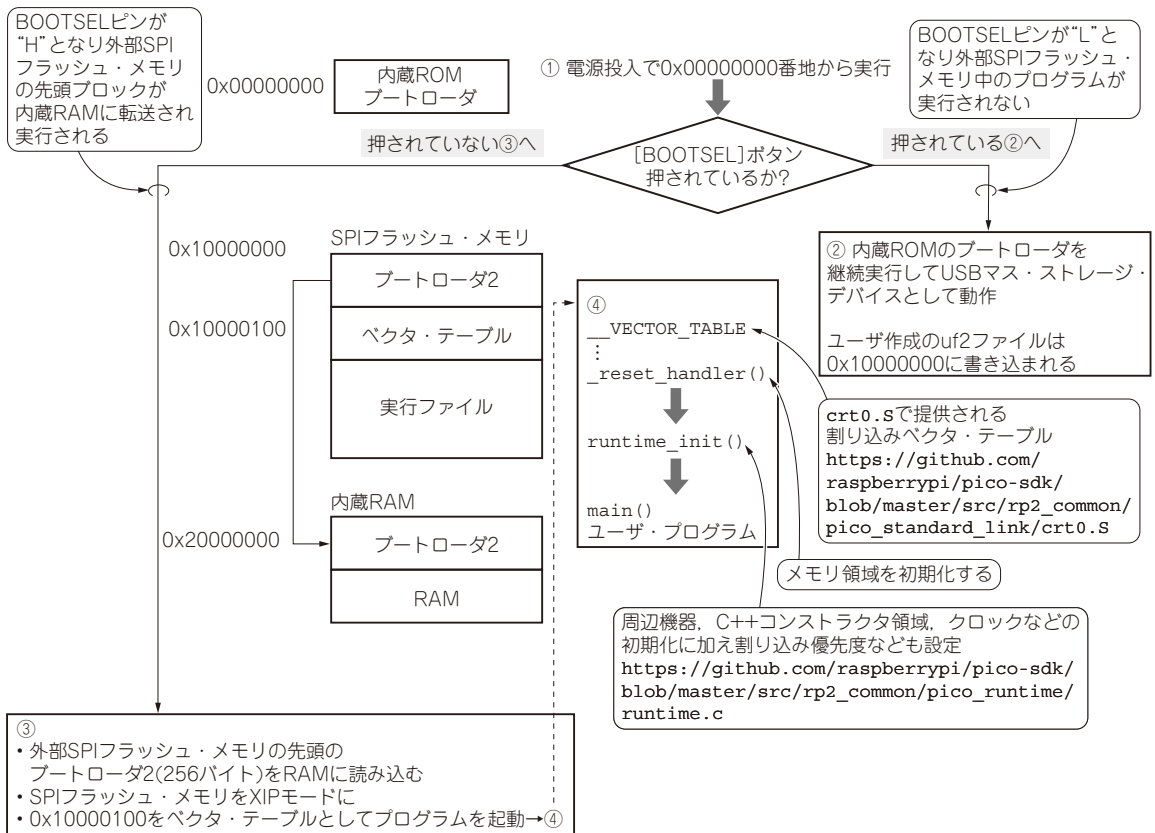 BOOTSELピンが
“H”となり外部SPI
フラッシュ・メモリ
の先頭ブロックが
内蔵RAMに転送され
実行される
0x00000000
内蔵ROM
ブートローダ
① 電源投入で0x00000000番地から実行
BOOTSELピンが“L”と
なり外部SPIフラッシュ・
メモリ中のプログラムが
実行されない
押されていない③へ
[BOOTSEL]ボタン
押されているか?
押されている②へ
0x10000000
SPIフラッシュ・メモリ
ブートローダ2
0x10000100
ベクタ・テーブル
実行ファイル
内蔵RAM
0x20000000
ブートローダ2
RAM
④
__VECTOR_TABLE
⋮
_reset_handler()
runtime_init()
main()
ユーザ・プログラム
② 内蔵ROMのブートローダを
継続実行してUSBマス・ストレージ・
デバイスとして動作
ユーザ作成のuf2ファイルは
0x10000000に書き込まれる
crt0.Sで提供される
割り込みベクタ・テーブル
https://github.com/
raspberrypi/pico-sdk/
blob/master/src/rp2_common/
pico_standard_link/crt0.S
メモリ領域を初期化する
周辺機器，C++コンストラクタ領域，クロックなどの
初期化に加え割り込み優先度なども設定
https://github.com/raspberrypi/pico-sdk/
blob/master/src/rp2_common/pico_runtime/
runtime.c
③
・外部SPIフラッシュ・メモリの先頭の
ブートローダ2(256バイト)をRAMに読み込む
・SPIフラッシュ・メモリをXIPモードに
・0x10000100をベクタ・テーブルとしてプログラムを起動→④